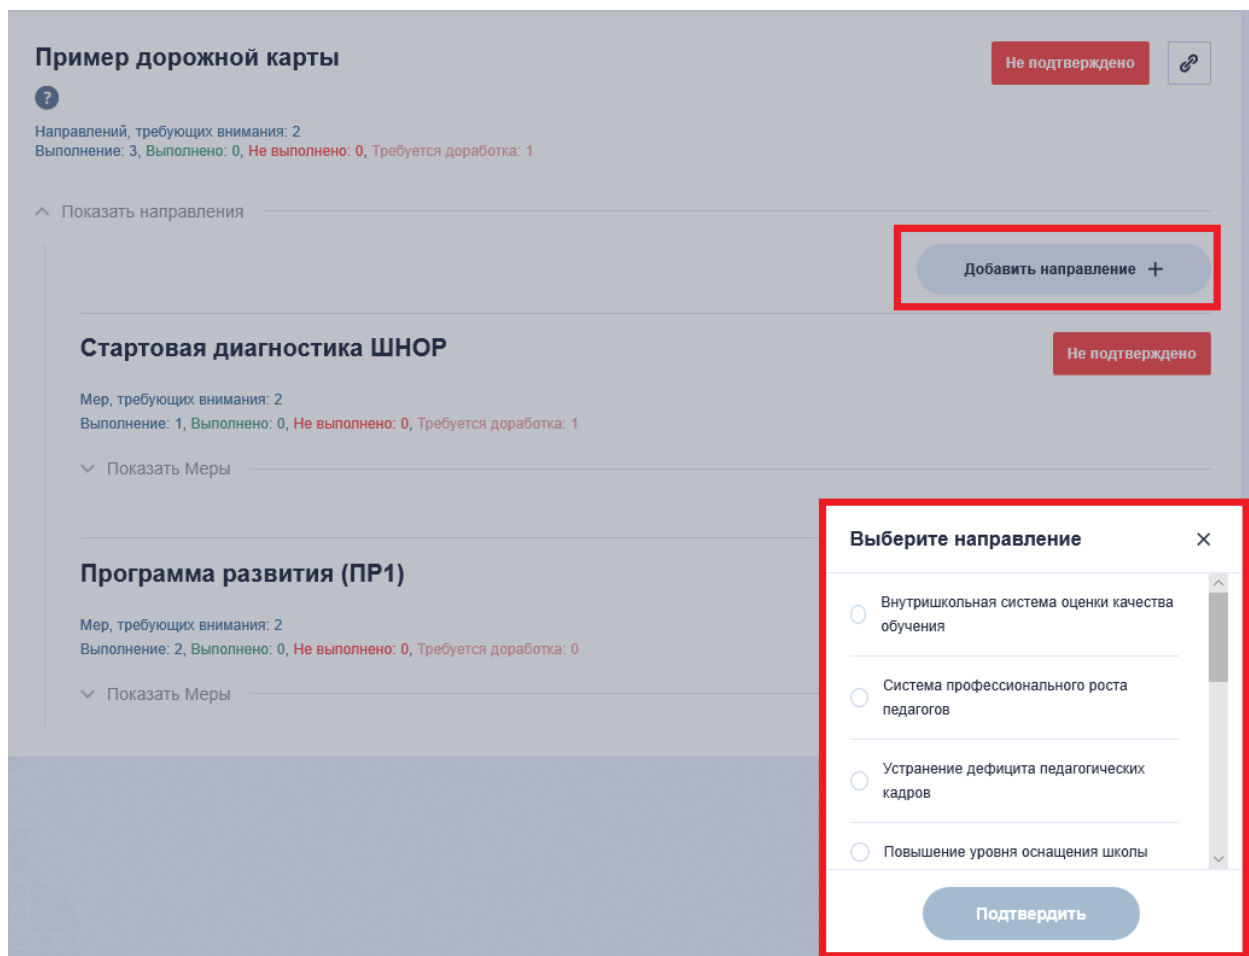 Пример дорожной карты
Не подтверждено
?
Направлений, требующих внимания: 2
Выполнение: 3, Выполнено: 0, Не выполнено: 0, Требуется доработка: 1
Показать направления
Добавить направление +
Стартовая диагностика ШНОР
Не подтверждено
Мер, требующих внимания: 2
Выполнение: 1, Выполнено: 0, Не выполнено: 0, Требуется доработка: 1
Показать Меры
Программа развития (ПР1)
Мер, требующих внимания: 2
Выполнение: 2, Выполнено: 0, Не выполнено: 0, Требуется доработка: 0
Показать Меры
Выберите направление
Внутришкольная система оценки качества
обучения
Система профессионального роста
педагогов
Устранение дефицита педагогических
кадров
Повышение уровня оснащения школы
Подтвердить